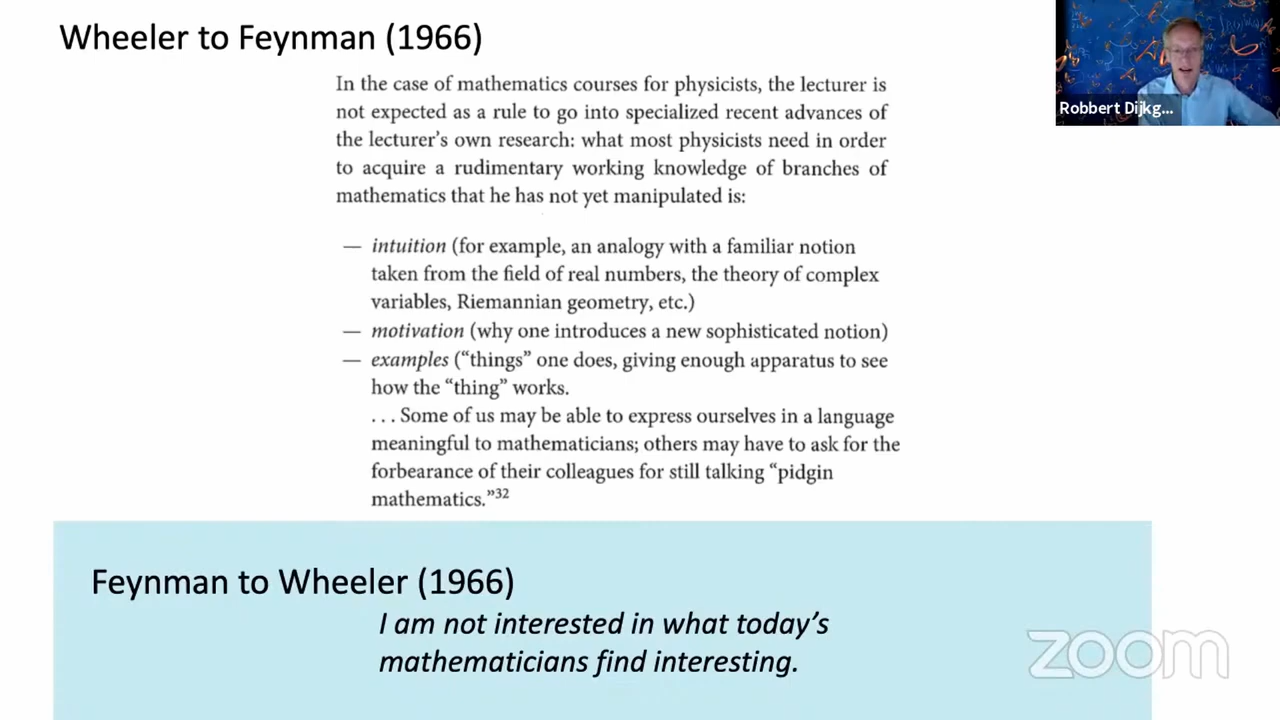 Wheeler to Feynman (1966)
Robbert Dijkg...
In the case of mathematics courses for physicists, the lecturer is
not expected as a rule to go into specialized recent advances of
the lecturer's own research: what most physicists need in order
to acquire a rudimentary working knowledge of branches of
mathematics that he has not yet manipulated is:
— intuition (for example, an analogy with a familiar notion
taken from the field of real numbers, the theory of complex
variables, Riemannian geometry, etc.)
— motivation (why one introduces a new sophisticated notion)
— examples (“things” one does, giving enough apparatus to see
how the “thing” works.
. . . Some of us may be able to express ourselves in a language
meaningful to mathematicians; others may have to ask for the
forbearance of their colleagues for still talking “pidgin
mathematics.”32
Feynman to Wheeler (1966)
I am not interested in what today's
mathematicians find interesting.
zoom